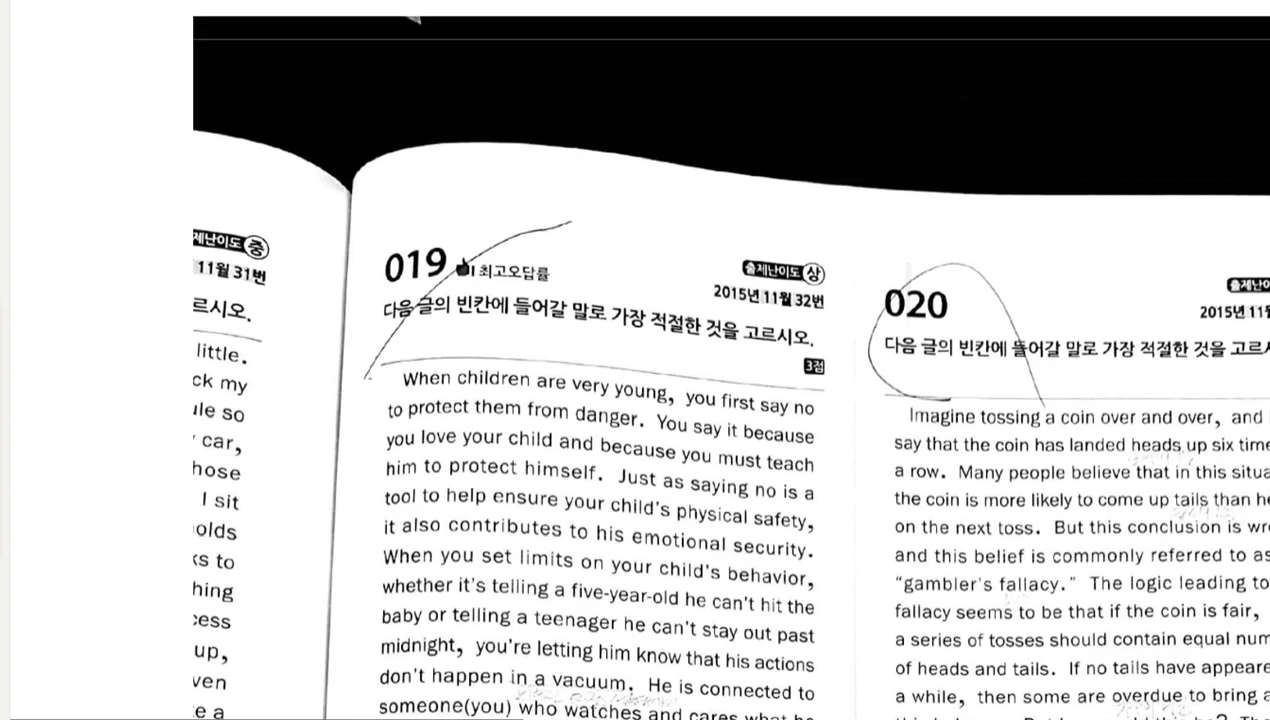 제난이도 중
11월 31번
르시오.
little.
ck my
ule so
car,
hose
I sit
olds
ks to
hing
cess
up,
ven
e a
019 최고오답률
출제난이도 상
2015년 11월 32번
다음 글의 빈칸에 들어갈 말로 가장 적절한 것을 고르시오.
3점
When children are very young, you first say no
to protect them from danger. You say it because
you love your child and because you must teach
him to protect himself. Just as saying no is a
tool to help ensure your child's physical safety,
it also contributes to his emotional security.
When you set limits on your child's behavior,
whether it's telling a five-year-old he can't hit the
baby or telling a teenager he can't stay out past
midnight, you're letting him know that his actions
don't happen in a vacuum. He is connected to
someone(you) who watches and cares what he
020
출제난이
2015년 11월
다음 글의 빈칸에 들어갈 말로 가장 적절한 것을 고르시
Imagine tossing a coin over and over, and
say that the coin has landed heads up six time
a row. Many people believe that in this situa
the coin is more likely to come up tails than he
on the next toss. But this conclusion is wr
and this belief is commonly referred to as
"gambler's fallacy." The logic leading to
fallacy seems to be that if the coin is fair,
a series of tosses should contain equal num
of heads and tails. If no tails have appeare
a while, then some are overdue to bring a